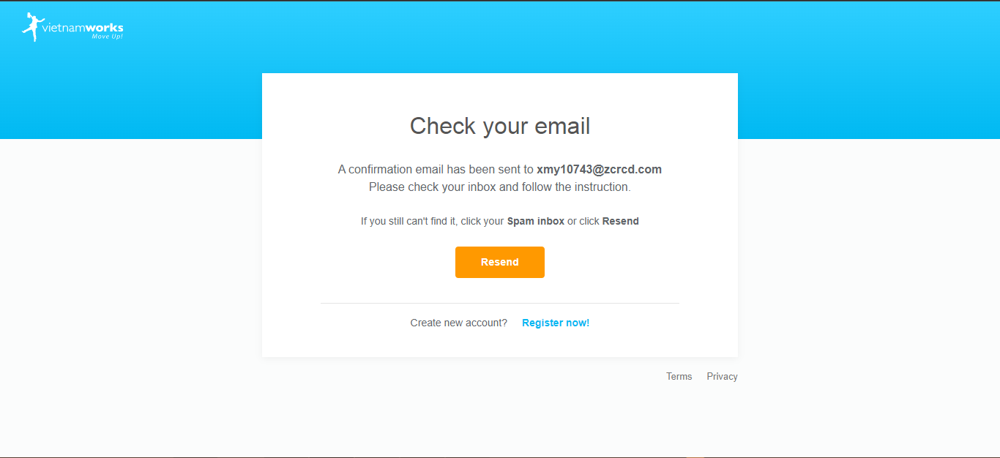 vietnamworks
Move Up!
Check your email
A confirmation email has been sent to xmy10743@zcrcd.com
Please check your inbox and follow the instruction.
If you still can't find it, click your Spam inbox or click Resend
Resend
Create new account? Register now!
Terms Privacy